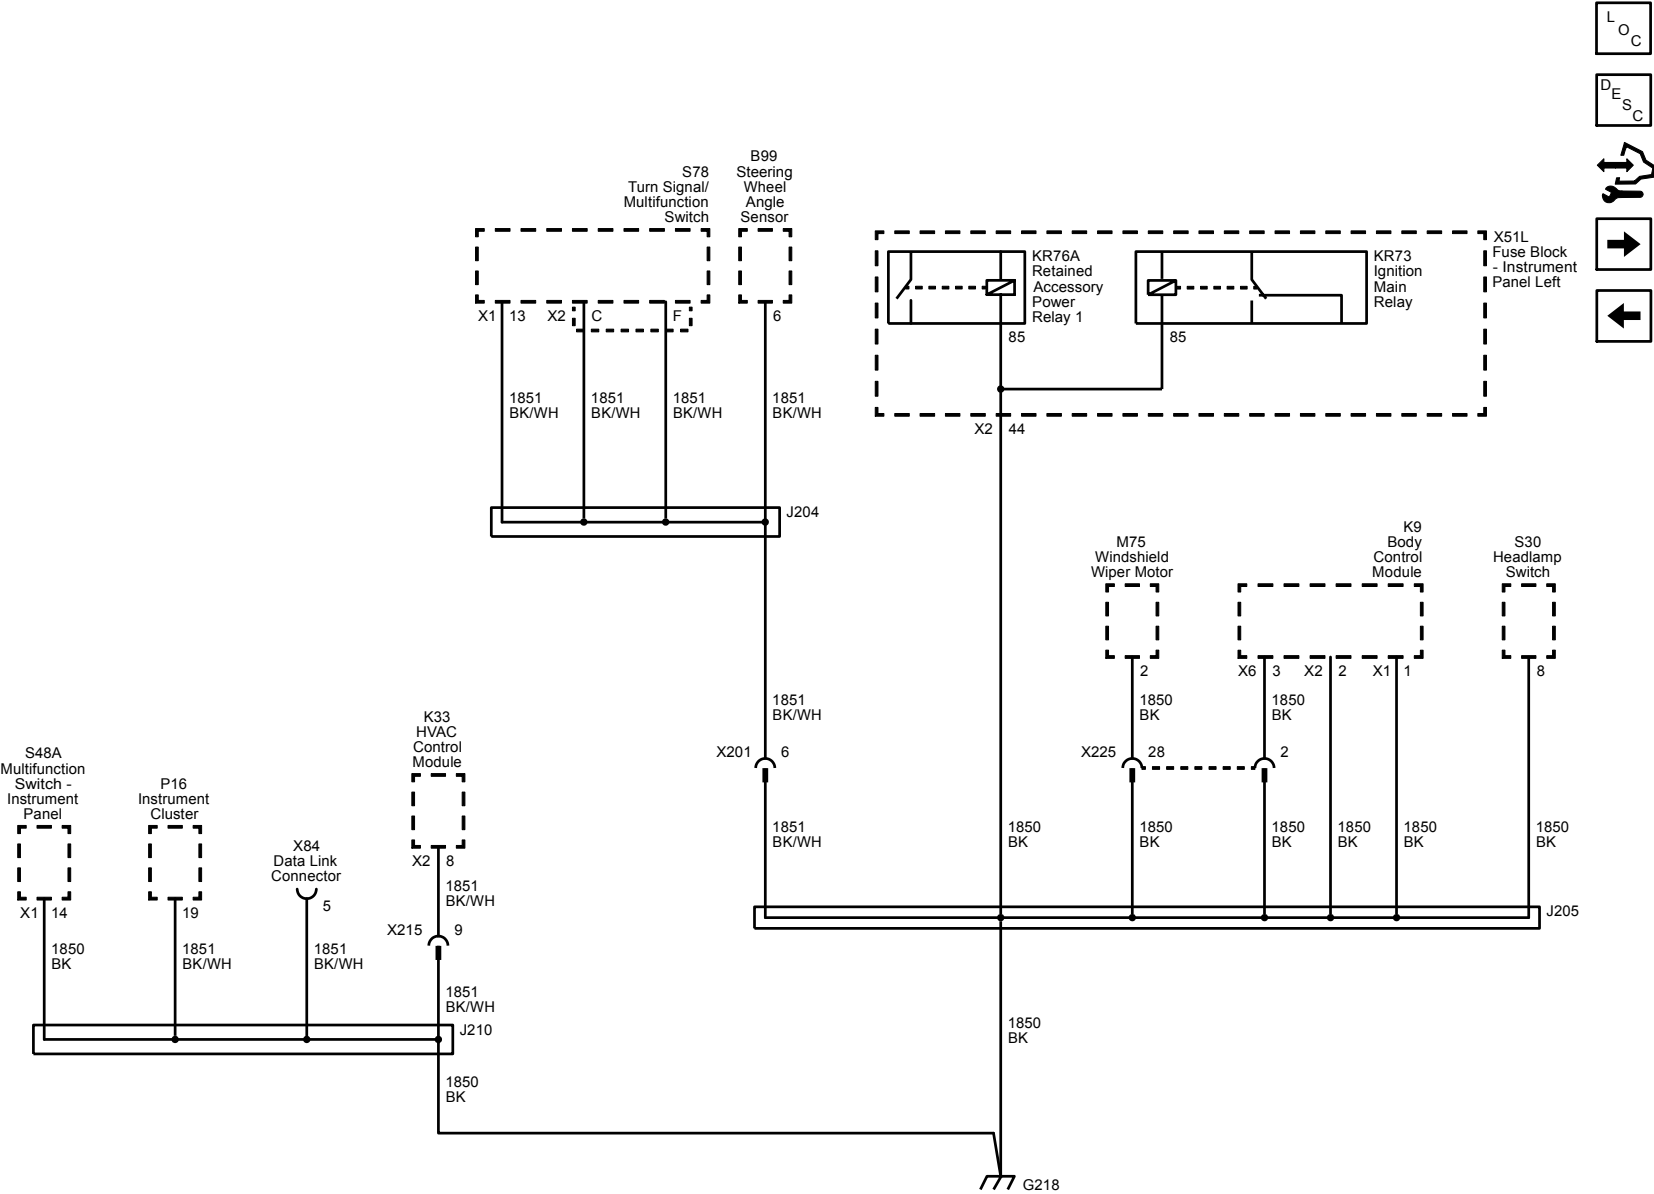 L
O
C
D
E
S
C
S78
Turn Signal/
Multifunction
Switch
B99
Steering
Wheel
Angle
Sensor
X1 13 X2 C F 6
1851
BK/WH
1851
BK/WH
1851
BK/WH
1851
BK/WH
J204
KR76A
Retained
Accessory
Power
Relay 1
85
KR73
Ignition
Main
Relay
85
X51L
Fuse Block
- Instrument
Panel Left
X2 44
M75
Windshield
Wiper Motor
2
K9
Body
Control
Module
X6 3 X2 2 X1 1
S30
Headlamp
Switch
8
1851
BK/WH
1850
BK
1850
BK
X201 6
X225 28 2
1851
BK/WH
1850
BK
1850
BK
1850
BK
1850
BK
1850
BK
1850
BK
J205
S48A
Multifunction
Switch -
Instrument
Panel
X1 14
P16
Instrument
Cluster
19
X84
Data Link
Connector
5
K33
HVAC
Control
Module
X2 8
1851
BK/WH
X215 9
1850
BK
1851
BK/WH
1851
BK/WH
1851
BK/WH
J210
1850
BK
1850
BK
G218